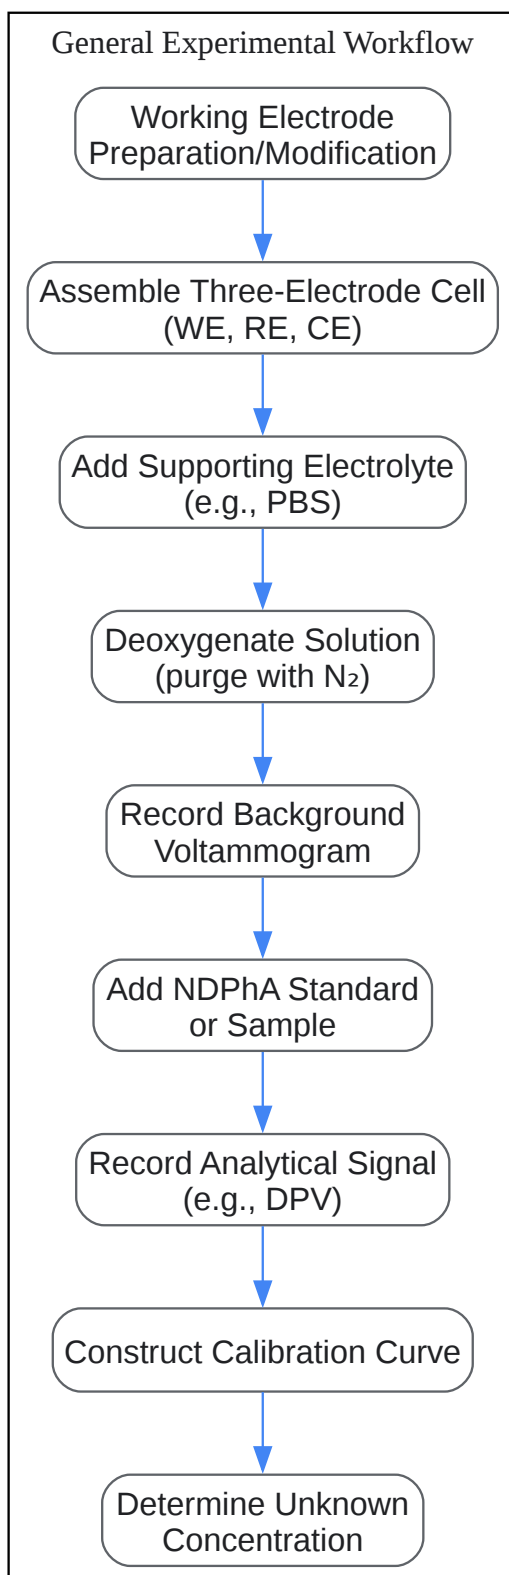 General Experimental Workflow
Working Electrode
Preparation/Modification
Assemble Three-Electrode Cell
(WE, RE, CE)
Add Supporting Electrolyte
(e.g., PBS)
Deoxygenate Solution
(purge with N₂)
Record Background
Voltammogram
Add NDPhA Standard
or Sample
Record Analytical Signal
(e.g., DPV)
Construct Calibration Curve
Determine Unknown
Concentration